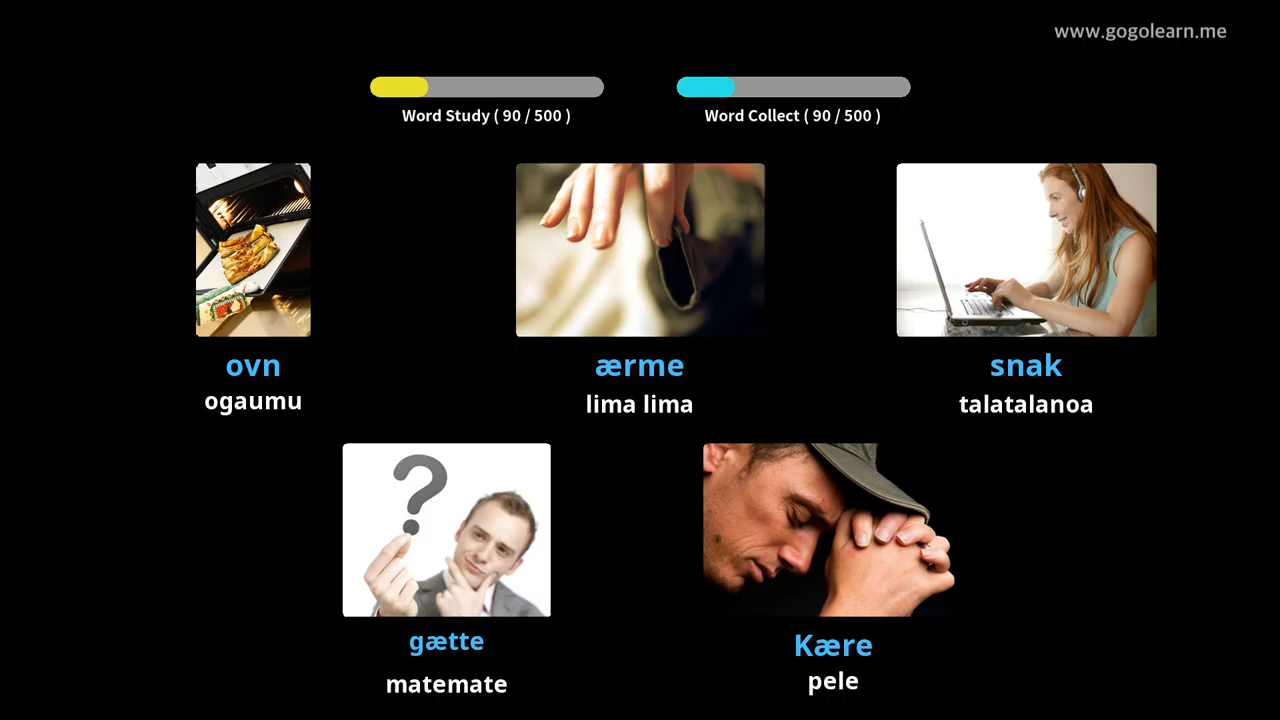 www.gogolearn.me
Word Study ( 90 / 500 )
Word Collect ( 90 / 500 )
ovn
ogaumu
ærme
lima lima
snak
talatalanoa
gætte
matemate
Kære
pele